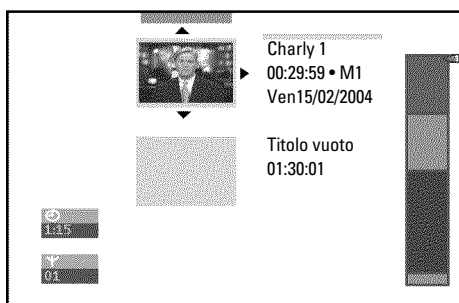 Charly 1
00:29:59 • M1
Ven15/02/2004
Titolo vuoto
01:30:01
1:15
01